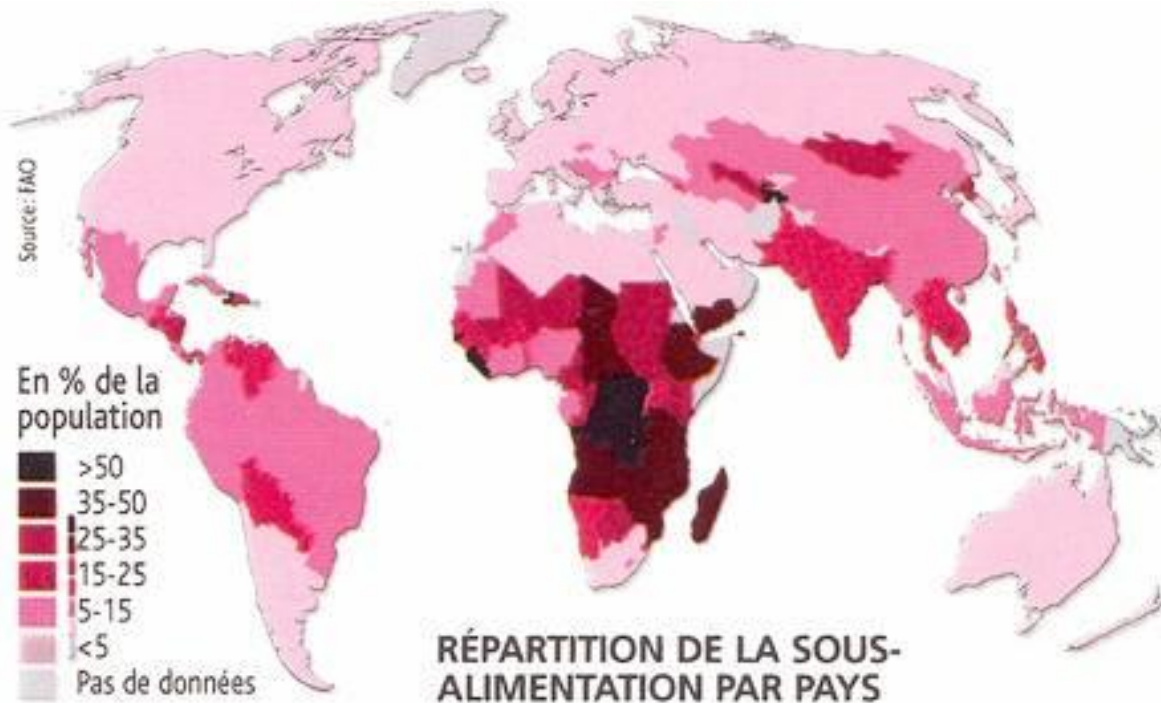 Source: FAO
En % de la
population
>50
35-50
25-35
15-25
5-15
<5
Pas de données
RÉPARTITION DE LA SOUS-
ALIMENTATION PAR PAYS